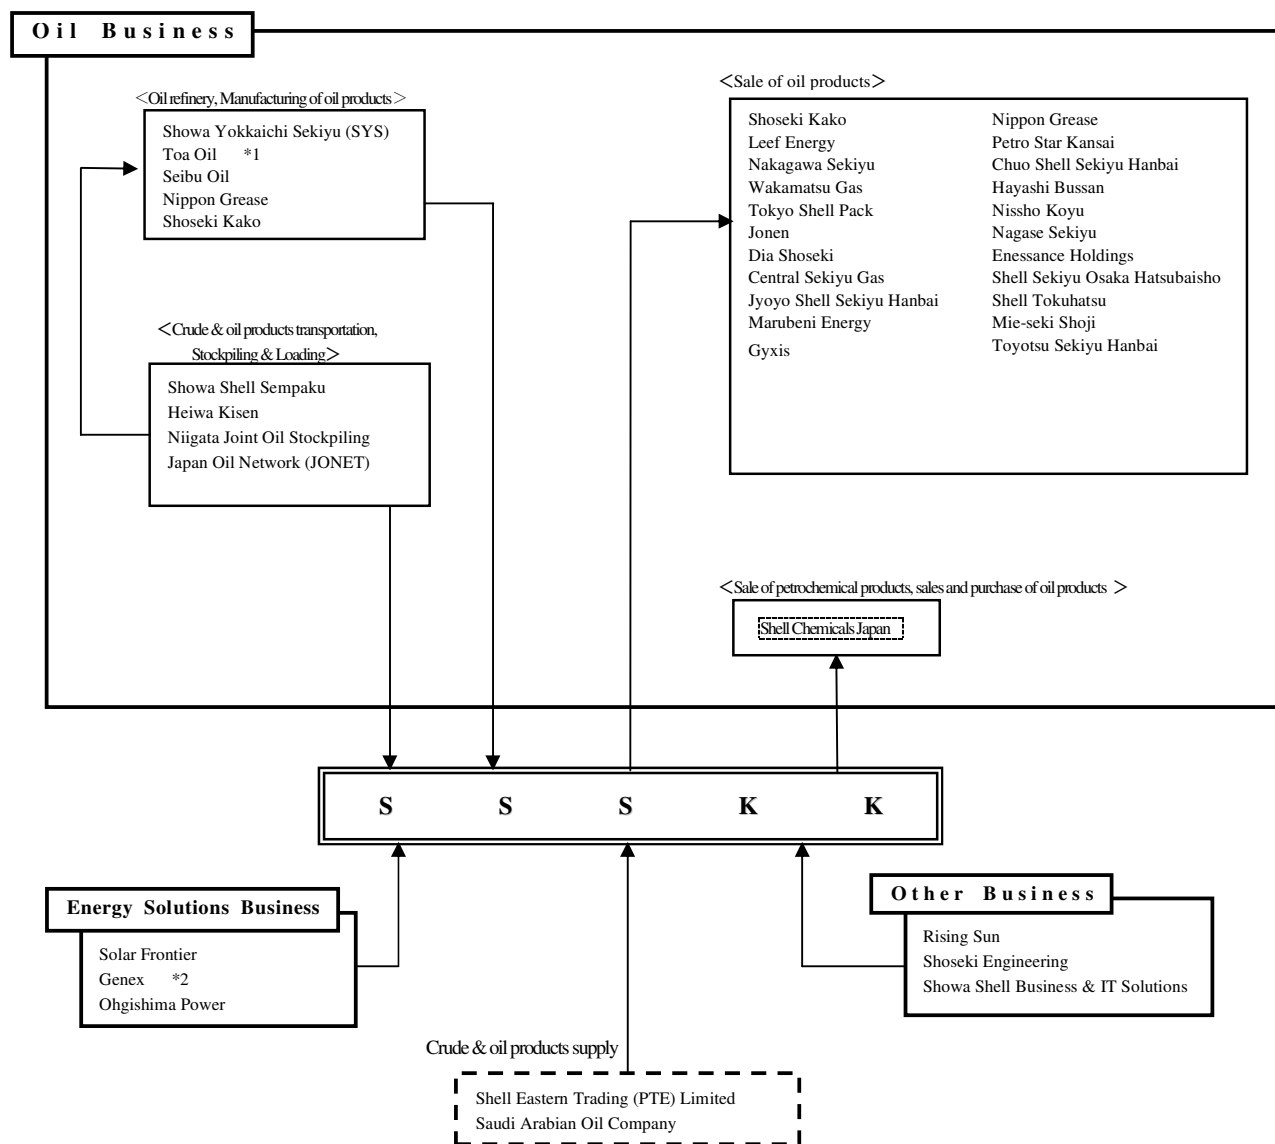 Oil Business
<Oil refinery, Manufacturing of oil products>
Showa Yokkaichi Sekiyu (SYS)
Toa Oil *1
Seibu Oil
Nippon Grease
Shoseki Kako
<Crude & oil products transportation,
Stockpiling & Loading>
Showa Shell Sempaku
Heiwa Kisen
Niigata Joint Oil Stockpiling
Japan Oil Network (JONET)
<Sale of oil products>
Shoseki Kako
Leef Energy
Nakagawa Sekiyu
Wakamatsu Gas
Tokyo Shell Pack
Jonen
Dia Shoseki
Central Sekiyu Gas
Jyoyo Shell Sekiyu Hanbai
Marubeni Energy
Gyxis
Nippon Grease
Petro Star Kansai
Chuo Shell Sekiyu Hanbai
Hayashi Bussan
Nissho Koyu
Nagase Sekiyu
Enessance Holdings
Shell Sekiyu Osaka Hatsubaisho
Shell Tokuhatsu
Mie-seki Shoji
Toyotsu Sekiyu Hanbai
<Sale of petrochemical products, sales and purchase of oil products >
Shell Chemicals Japan
S S S K K
Energy Solutions Business
Solar Frontier
Genex *2
Ohgishima Power
Other Business
Rising Sun
Shoseki Engineering
Showa Shell Business & IT Solutions
Crude & oil products supply
Shell Eastern Trading (PTE) Limited
Saudi Arabian Oil Company